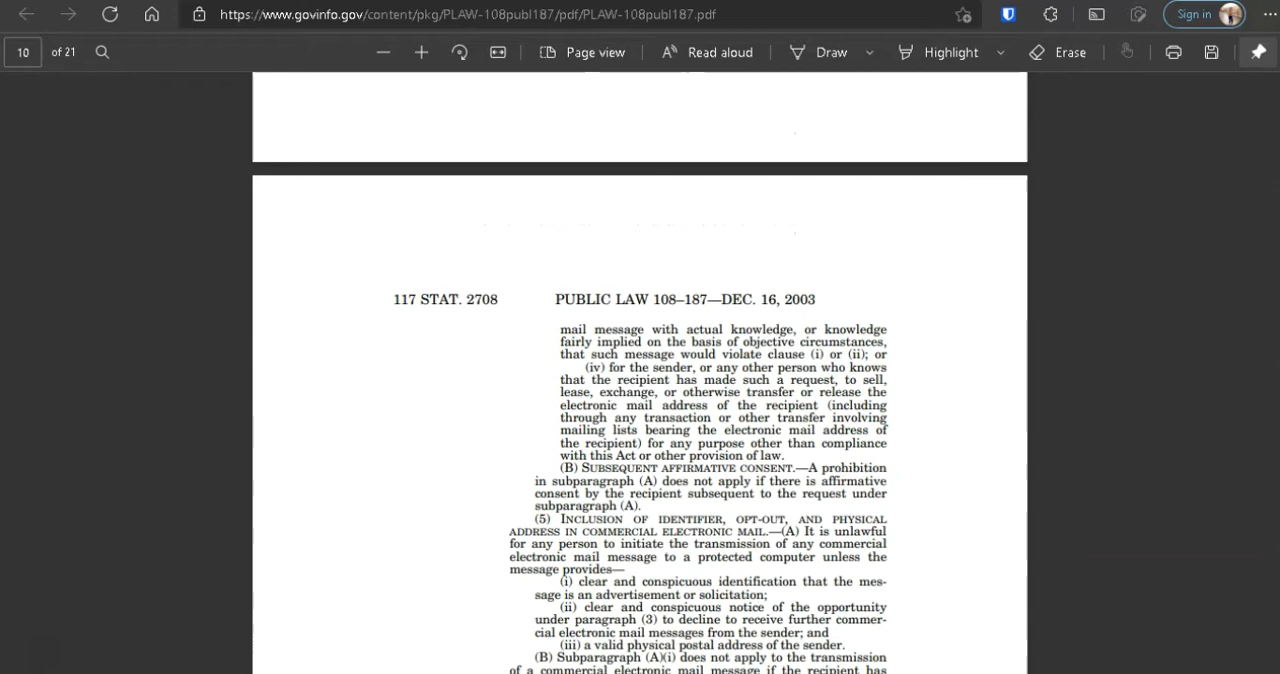 https://www.govinfo.gov/content/pkg/PLAW-108publ187/pdf/PLAW-108publ187.pdf
Sign in
10 of 21
Page view
Read aloud
Draw
Highlight
Erase
117 STAT. 2708 PUBLIC LAW 108–187—DEC. 16, 2003
mail message with actual knowledge, or knowledge
fairly implied on the basis of objective circumstances,
that such message would violate clause (i) or (ii); or
(iv) for the sender, or any other person who knows
that the recipient has made such a request, to sell,
lease, exchange, or otherwise transfer or release the
electronic mail address of the recipient (including
through any transaction or other transfer involving
mailing lists bearing the electronic mail address of
the recipient) for any purpose other than compliance
with this Act or other provision of law.
(B) SUBSEQUENT AFFIRMATIVE CONSENT.—A prohibition
in subparagraph (A) does not apply if there is affirmative
consent by the recipient subsequent to the request under
subparagraph (A).
(5) INCLUSION OF IDENTIFIER, OPT-OUT, AND PHYSICAL
ADDRESS IN COMMERCIAL ELECTRONIC MAIL.—(A) It is unlawful
for any person to initiate the transmission of any commercial
electronic mail message to a protected computer unless the
message provides—
(i) clear and conspicuous identification that the mes-
sage is an advertisement or solicitation;
(ii) clear and conspicuous notice of the opportunity
under paragraph (3) to decline to receive further commer-
cial electronic mail messages from the sender; and
(iii) a valid physical postal address of the sender.
(B) Subparagraph (A)(i) does not apply to the transmission
of a commercial electronic mail message if the recipient has